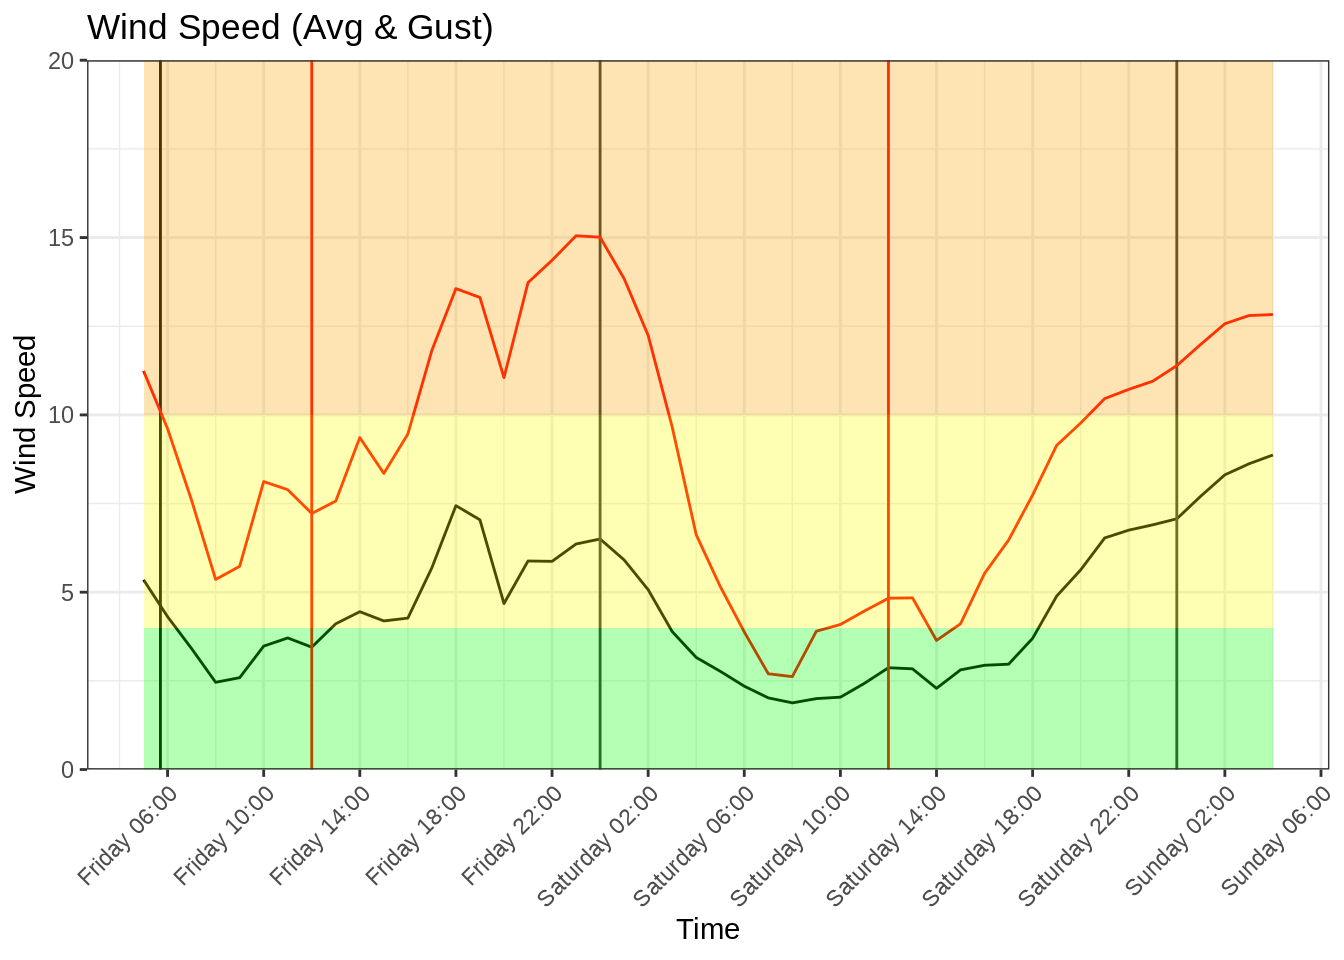 Wind Speed (Avg & Gust)
20
15
10
5
0
Wind Speed
Friday 06:00
Friday 10:00
Friday 14:00
Friday 18:00
Friday 22:00
Saturday 02:00
Saturday 06:00
Saturday 10:00
Saturday 14:00
Saturday 18:00
Saturday 22:00
Sunday 02:00
Sunday 06:00
Time